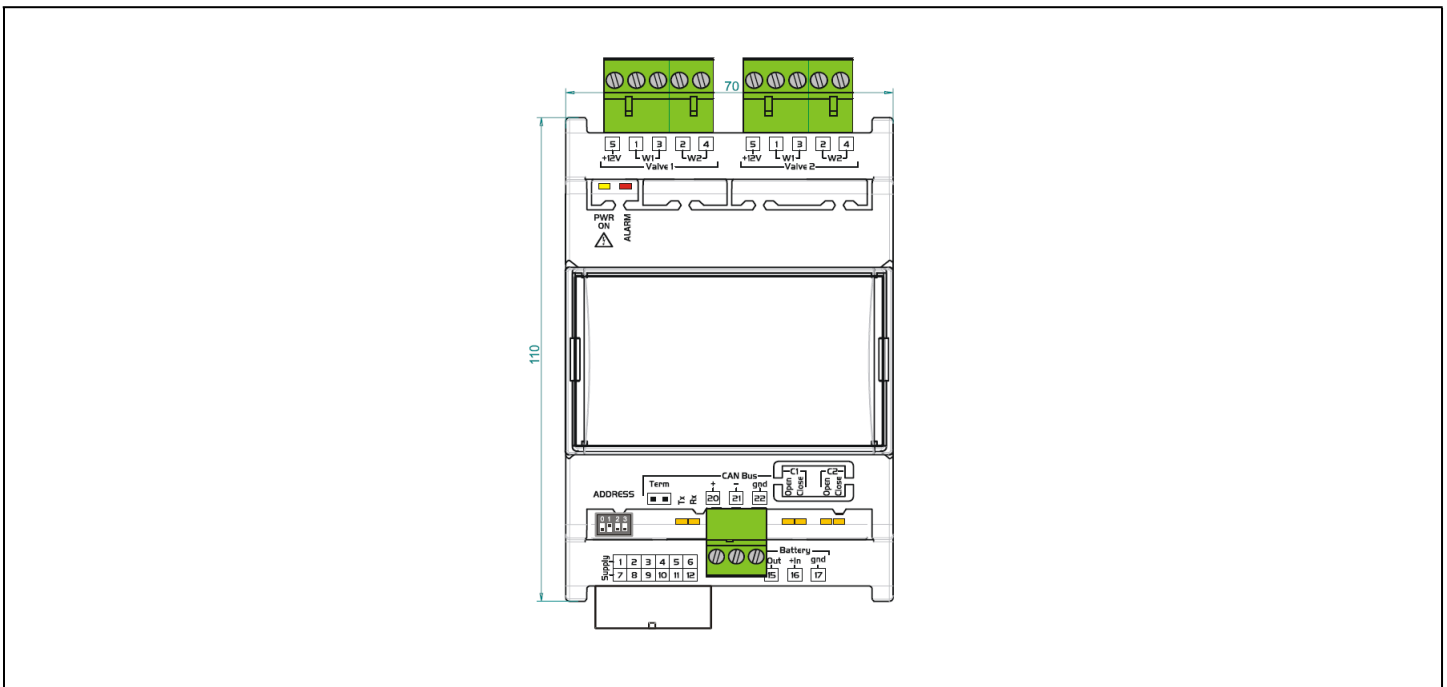 70
5 1 3 2 4 5 1 3 2 4
+12V W1 W2 +12V W1 W2
Valve 1 Valve 2
PWR
ON
ALARM
110
CAN Bus
C1 C2
Open Close Open Close
Term + - gnd
ADDRESS Tx Rx 20 21 22
0 1 2 3
Battery
Supply 1 2 3 4 5 6 Out +In gnd
7 8 9 10 11 12 15 16 17